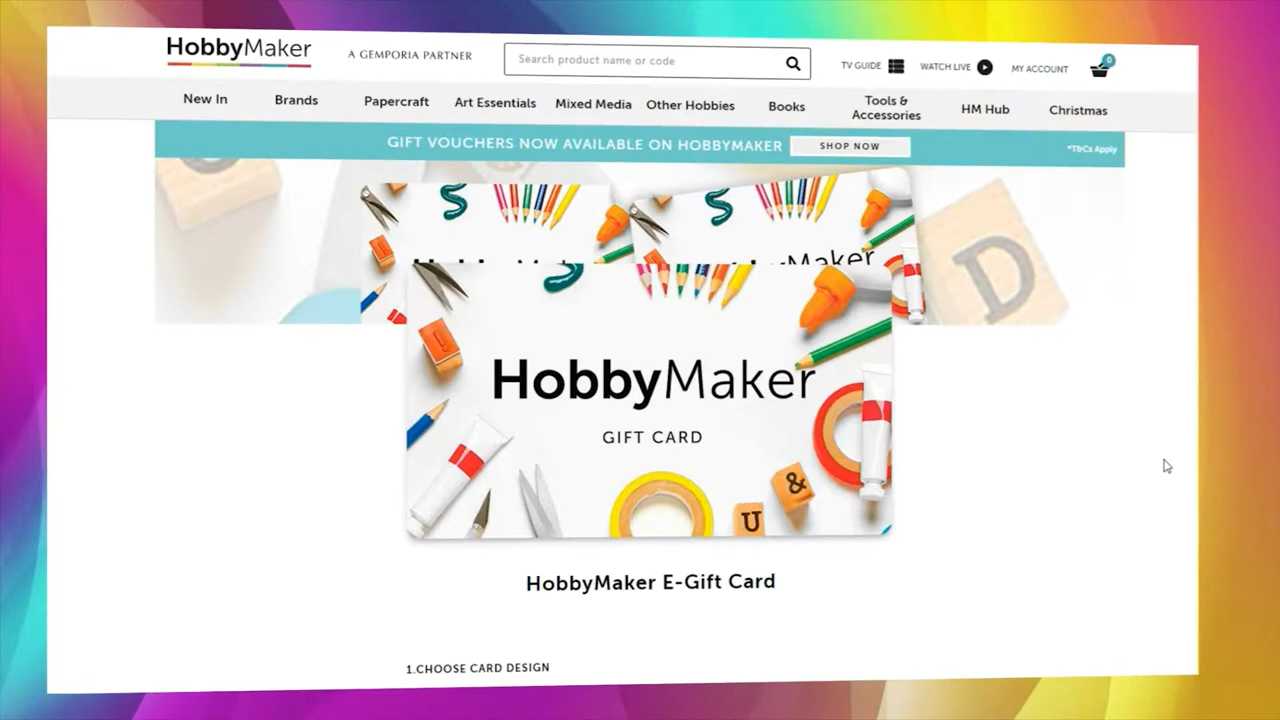 HobbyMaker
A GEMPORIA PARTNER
Search product name or code
TV GUIDE
WATCH LIVE
MY ACCOUNT
0
New In
Brands
Papercraft
Art Essentials
Mixed Media
Other Hobbies
Books
Tools &
Accessories
HM Hub
Christmas
GIFT VOUCHERS NOW AVAILABLE ON HOBBYMAKER
SHOP NOW
*T&Cs Apply
D
HobbyMaker
GIFT CARD
&
U
HobbyMaker E-Gift Card
1.CHOOSE CARD DESIGN